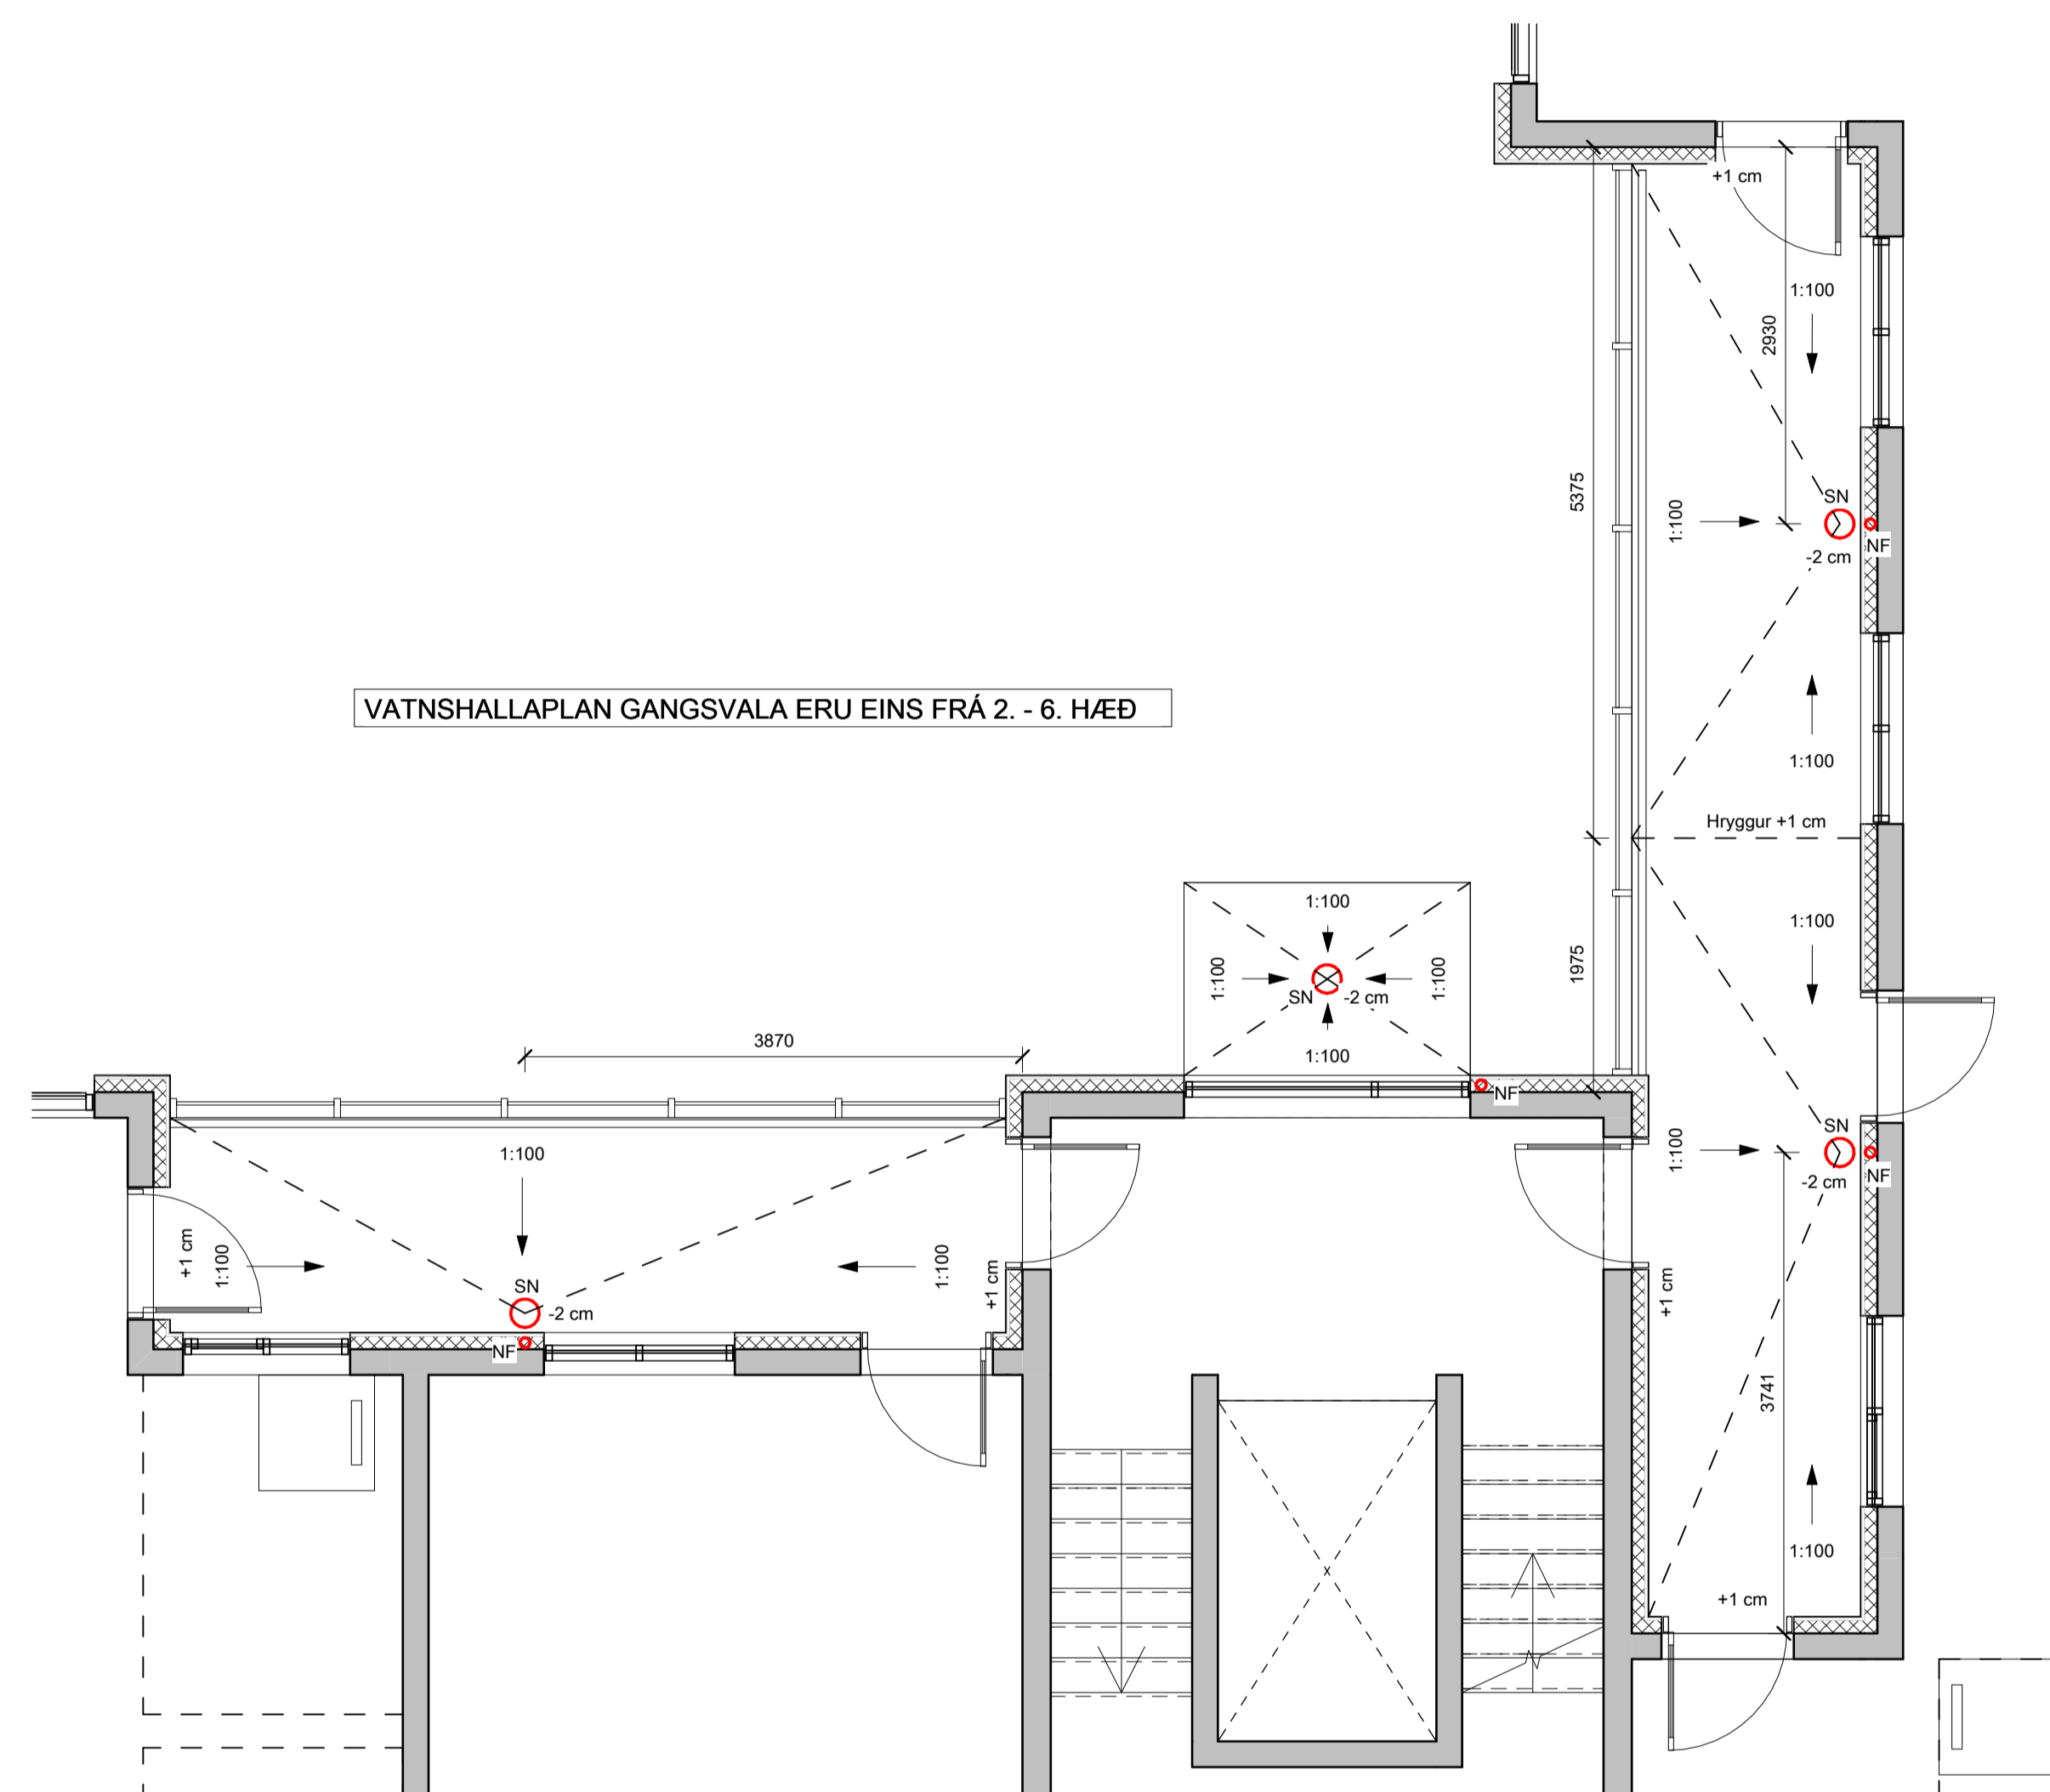 +1 cm
1:100
2930
5375
SN
1:100
NF
-2 cm
VATNSHALLAPLAN GANGSVALA ERU EINS FRÁ 2. - 6. HÆÐ
1:100
Hryggur +1 cm
1:100
1:100
1975
1:100
1:100
SN
-2 cm
1:100
3870
NF
SN
1:100
1:100
NF
-2 cm
+1 cm
1:100
1:100
+1 cm
+1 cm
SN
-2 cm
NF
3741
1:100
+1 cm